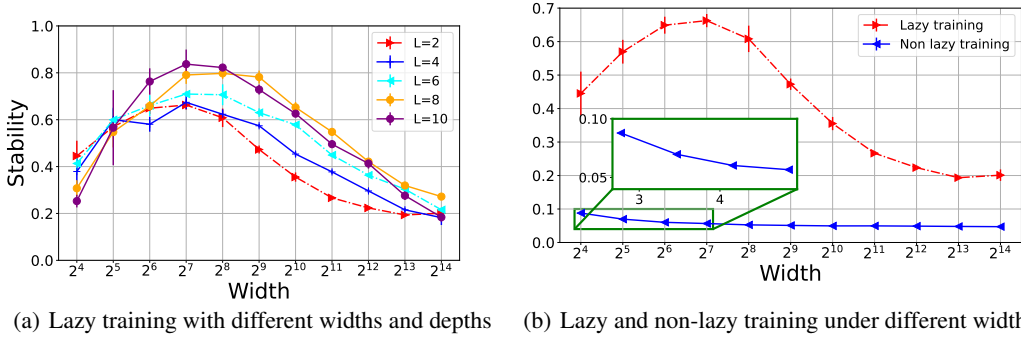 1.0
0.8
0.6
0.4
0.2
0.0
Stability
L=2
L=4
L=6
L=8
L=10
2^4 2^5 2^6 2^7 2^8 2^9 2^10 2^11 2^12 2^13 2^14
Width
(a) Lazy training with different widths and depths
0.7
0.6
0.5
0.4
0.3
0.2
0.1
0.0
Lazy training
Non lazy training
0.10
0.05
3 4
2^4 2^5 2^6 2^7 2^8 2^9 2^10 2^11 2^12 2^13 2^14
Width
(b) Lazy and non-lazy training under different width